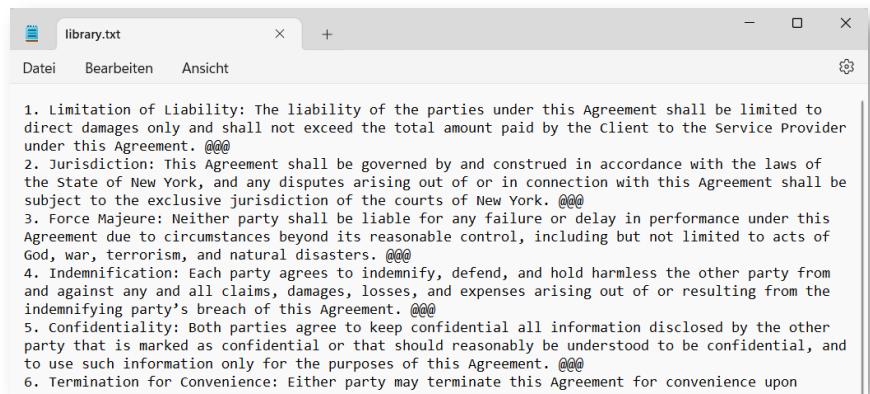 library.txt
Datei Bearbeiten Ansicht
1. Limitation of Liability: The liability of the parties under this Agreement shall be limited to
direct damages only and shall not exceed the total amount paid by the Client to the Service Provider
under this Agreement. @@@
2. Jurisdiction: This Agreement shall be governed by and construed in accordance with the laws of
the State of New York, and any disputes arising out of or in connection with this Agreement shall be
subject to the exclusive jurisdiction of the courts of New York. @@@
3. Force Majeure: Neither party shall be liable for any failure or delay in performance under this
Agreement due to circumstances beyond its reasonable control, including but not limited to acts of
God, war, terrorism, and natural disasters. @@@
4. Indemnification: Each party agrees to indemnify, defend, and hold harmless the other party from
and against any and all claims, damages, losses, and expenses arising out of or resulting from the
indemnifying party’s breach of this Agreement. @@@
5. Confidentiality: Both parties agree to keep confidential all information disclosed by the other
party that is marked as confidential or that should reasonably be understood to be confidential, and
to use such information only for the purposes of this Agreement. @@@
6. Termination for Convenience: Either party may terminate this Agreement for convenience upon